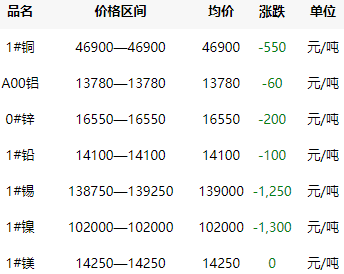 品名 价格区间 均价 涨跌 单位
1#铜 46900—46900 46900 -550 元/吨
A00铝 13780—13780 13780 -60 元/吨
0#锌 16550—16550 16550 -200 元/吨
1#铅 14100—14100 14100 -100 元/吨
1#锡 138750—139250 139000 -1,250 元/吨
1#镍 102000—102000 102000 -1,300 元/吨
1#镁 14250—14250 14250 0 元/吨